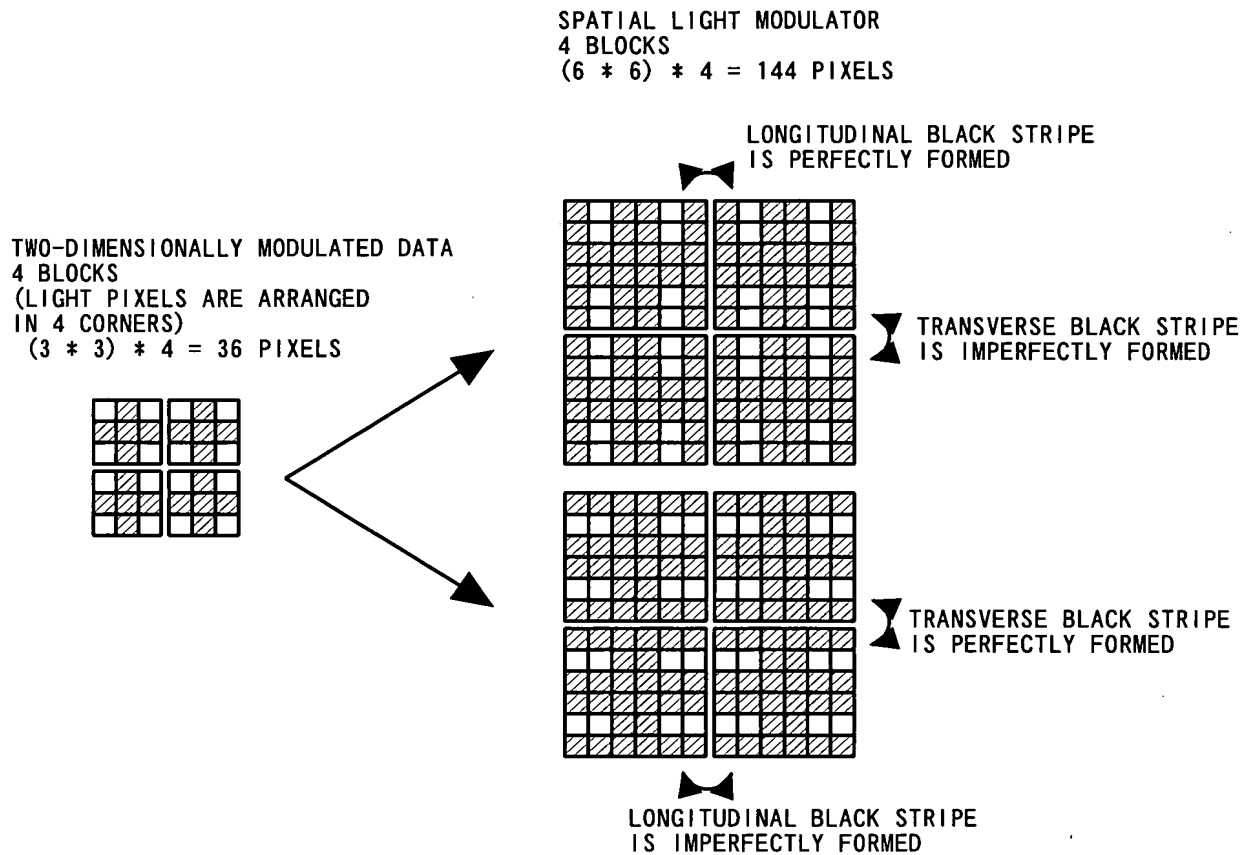 SPATIAL LIGHT MODULATOR
4 BLOCKS
(6 * 6) * 4 = 144 PIXELS
LONGITUDINAL BLACK STRIPE
IS PERFECTLY FORMED
TWO-DIMENSIONALLY MODULATED DATA
4 BLOCKS
(LIGHT PIXELS ARE ARRANGED
IN 4 CORNERS)
(3 * 3) * 4 = 36 PIXELS
TRANSVERSE BLACK STRIPE
IS IMPERFECTLY FORMED
TRANSVERSE BLACK STRIPE
IS PERFECTLY FORMED
LONGITUDINAL BLACK STRIPE
IS IMPERFECTLY FORMED